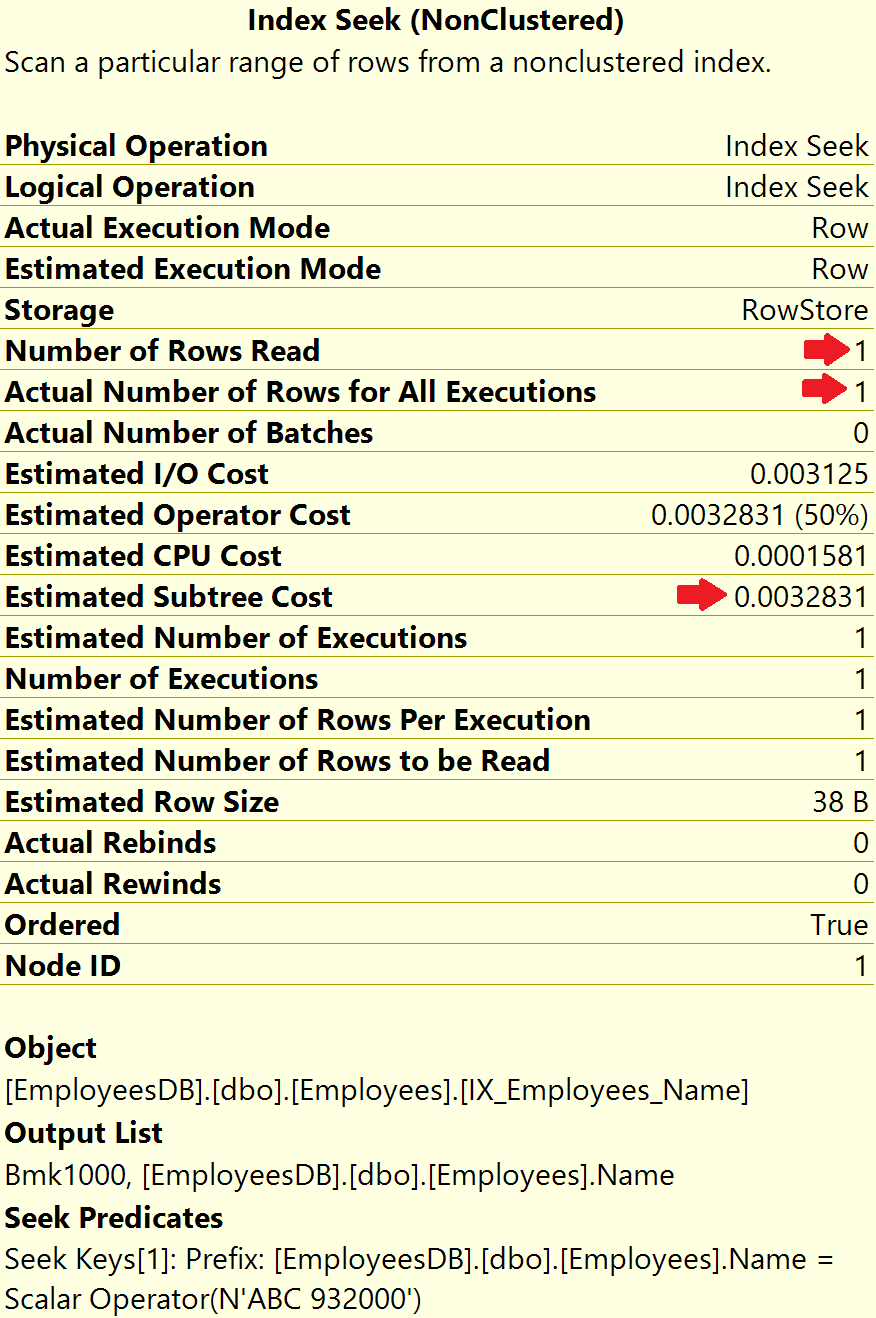 Index Seek (NonClustered)
Scan a particular range of rows from a nonclustered index.
Physical Operation Index Seek
Logical Operation Index Seek
Actual Execution Mode Row
Estimated Execution Mode Row
Storage RowStore
Number of Rows Read 1
Actual Number of Rows for All Executions 1
Actual Number of Batches 0
Estimated I/O Cost 0.003125
Estimated Operator Cost 0.0032831 (50%)
Estimated CPU Cost 0.0001581
Estimated Subtree Cost 0.0032831
Estimated Number of Executions 1
Number of Executions 1
Estimated Number of Rows Per Execution 1
Estimated Number of Rows to be Read 1
Estimated Row Size 38 B
Actual Rebinds 0
Actual Rewinds 0
Ordered True
Node ID 1
Object
[EmployeesDB].[dbo].[Employees].[IX_Employees_Name]
Output List
Bmk1000, [EmployeesDB].[dbo].[Employees].Name
Seek Predicates
Seek Keys[1]: Prefix: [EmployeesDB].[dbo].[Employees].Name =
Scalar Operator(N'ABC 932000')